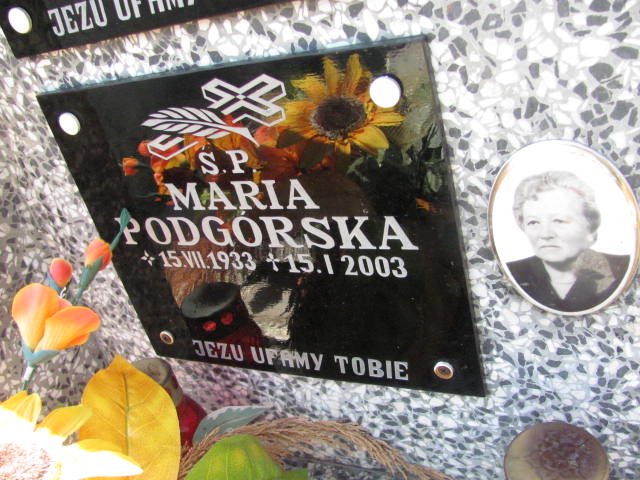 JEZU UFAMY
Ś.P.
MARIA
PODGÓRSKA
15.VII.1933 15.I 2003
JEZU UFAMY TOBIE